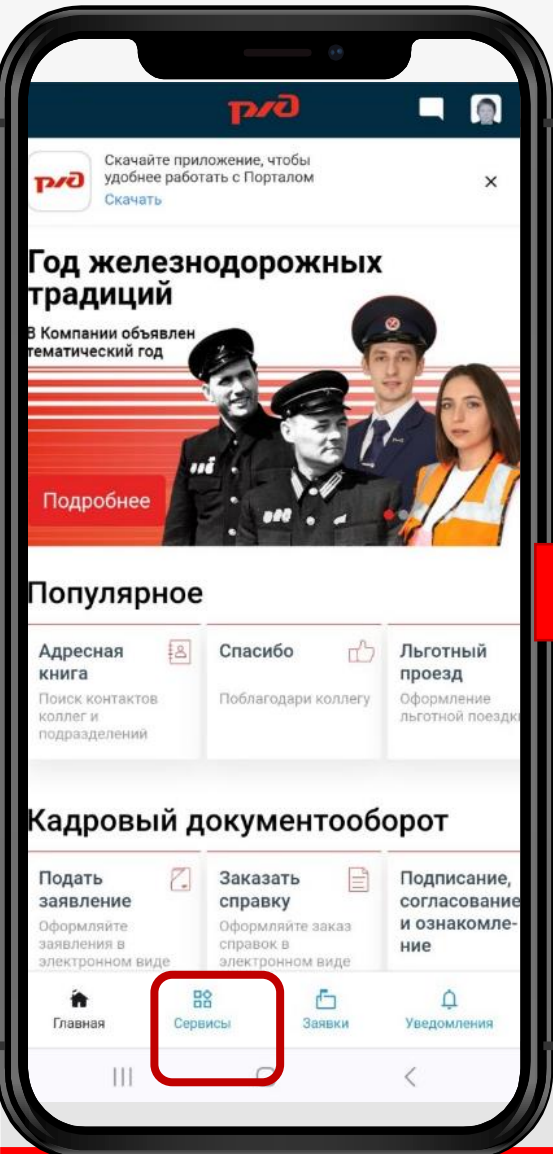 ржд
ржд
Скачайте приложение, чтобы
удобнее работать с Порталом
Скачать
Год железнодорожных
традиций
В Компании объявлен
тематический год
Подробнее
Популярное
Адресная
книга
Поиск контактов
коллег и
подразделений
Спасибо
Поблагодари коллегу
Льготный
проезд
Оформление
льготной поездки
Кадровый документооборот
Подать
заявление
Оформляйте
заявления в
электронном виде
Заказать
справку
Оформляйте заказ
справок в
электронном виде
Подписание,
согласование
и ознакомле-
ние
Главная
Сервисы
Заявки
Уведомления